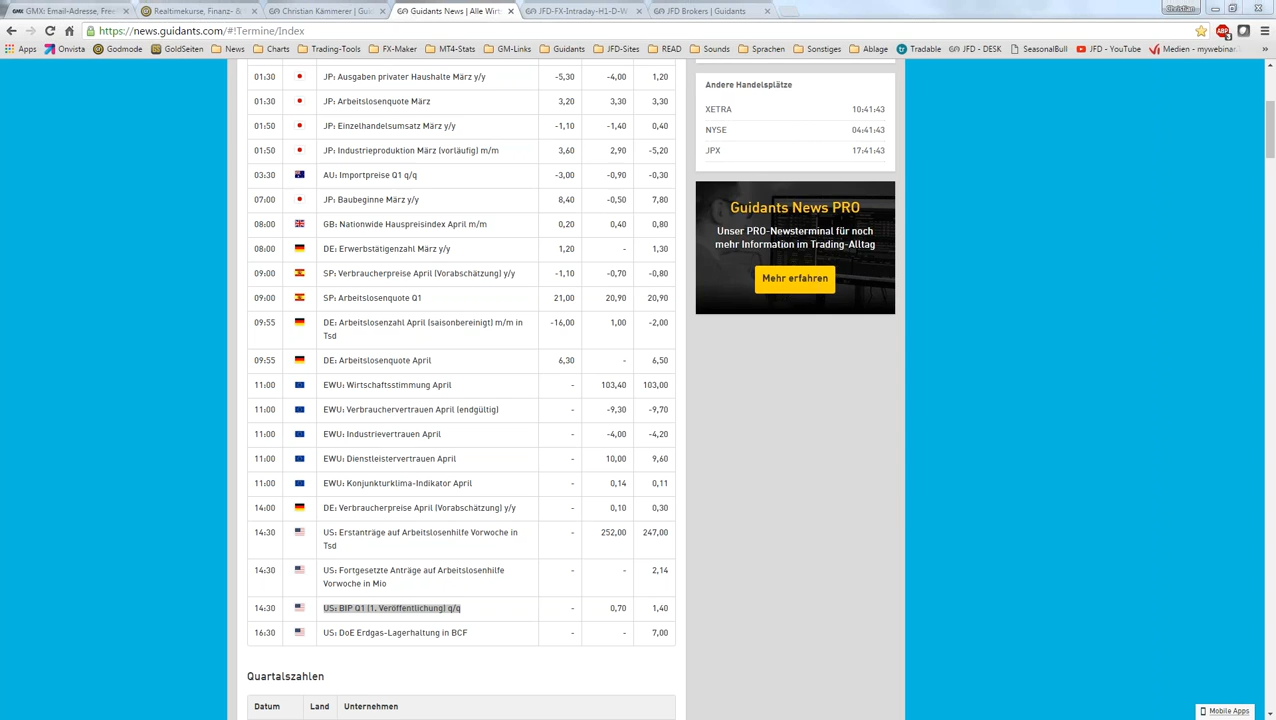 GMX: Email-Adresse, Fre
Realtimekurse, Finanz- &
Christian Kämmerer | Gui
Guidants News | Alle Wirt
JFD-FX-Intraday-H1-D-W
JFD Brokers | Guidants
Christian
https://news.guidants.com/#!Termine/Index
Apps Onvista Godmode GoldSeiten News Charts Trading-Tools FX-Maker MT4-Stats GM-Links Guidants JFD-Sites READ Sounds Sprachen Sonstiges Ablage Tradable JFD - DESK SeasonalBull JFD - YouTube Medien - mywebinar »
01:30 JP: Ausgaben privater Haushalte März y/y -5,30 -4,00 1,20
01:30 JP: Arbeitslosenquote März 3,20 3,30 3,30
01:50 JP: Einzelhandelsumsatz März y/y -1,10 -1,40 0,40
01:50 JP: Industrieproduktion März (vorläufig) m/m 3,60 2,90 -5,20
03:30 AU: Importpreise Q1 q/q -3,00 -0,90 -0,30
07:00 JP: Baubeginne März y/y 8,40 -0,50 7,80
08:00 GB: Nationwide Hauspreisindex April m/m 0,20 0,40 0,80
08:00 DE: Erwerbstätigenzahl März y/y 1,20 - 1,30
09:00 SP: Verbraucherpreise April (Vorabschätzung) y/y -1,10 -0,70 -0,80
09:00 SP: Arbeitslosenquote Q1 21,00 20,90 20,90
09:55 DE: Arbeitslosenzahl April (saisonbereinigt) m/m in -16,00 1,00 -2,00
Tsd
09:55 DE: Arbeitslosenquote April 6,30 - 6,50
11:00 EWU: Wirtschaftsstimmung April - 103,40 103,00
11:00 EWU: Verbrauchervertrauen April (endgültig) - -9,30 -9,70
11:00 EWU: Industrievertrauen April - -4,00 -4,20
11:00 EWU: Dienstleistervertrauen April - 10,00 9,60
11:00 EWU: Konjunkturklima-Indikator April - 0,14 0,11
14:00 DE: Verbraucherpreise April (Vorabschätzung) y/y - 0,10 0,30
14:30 US: Erstanträge auf Arbeitslosenhilfe Vorwoche in - 252,00 247,00
Tsd
14:30 US: Fortgesetzte Anträge auf Arbeitslosenhilfe - - 2,14
Vorwoche in Mio
14:30 US: BIP Q1 (1. Veröffentlichung) q/q - 0,70 1,40
16:30 US: DoE Erdgas-Lagerhaltung in BCF - - 7,00
Quartalszahlen
Datum Land Unternehmen
Andere Handelsplätze
XETRA 10:41:43
NYSE 04:41:43
JPX 17:41:43
Guidants News PRO
Unser PRO-Newsterminal für noch
mehr Information im Trading-Alltag
Mehr erfahren
Mobile Apps